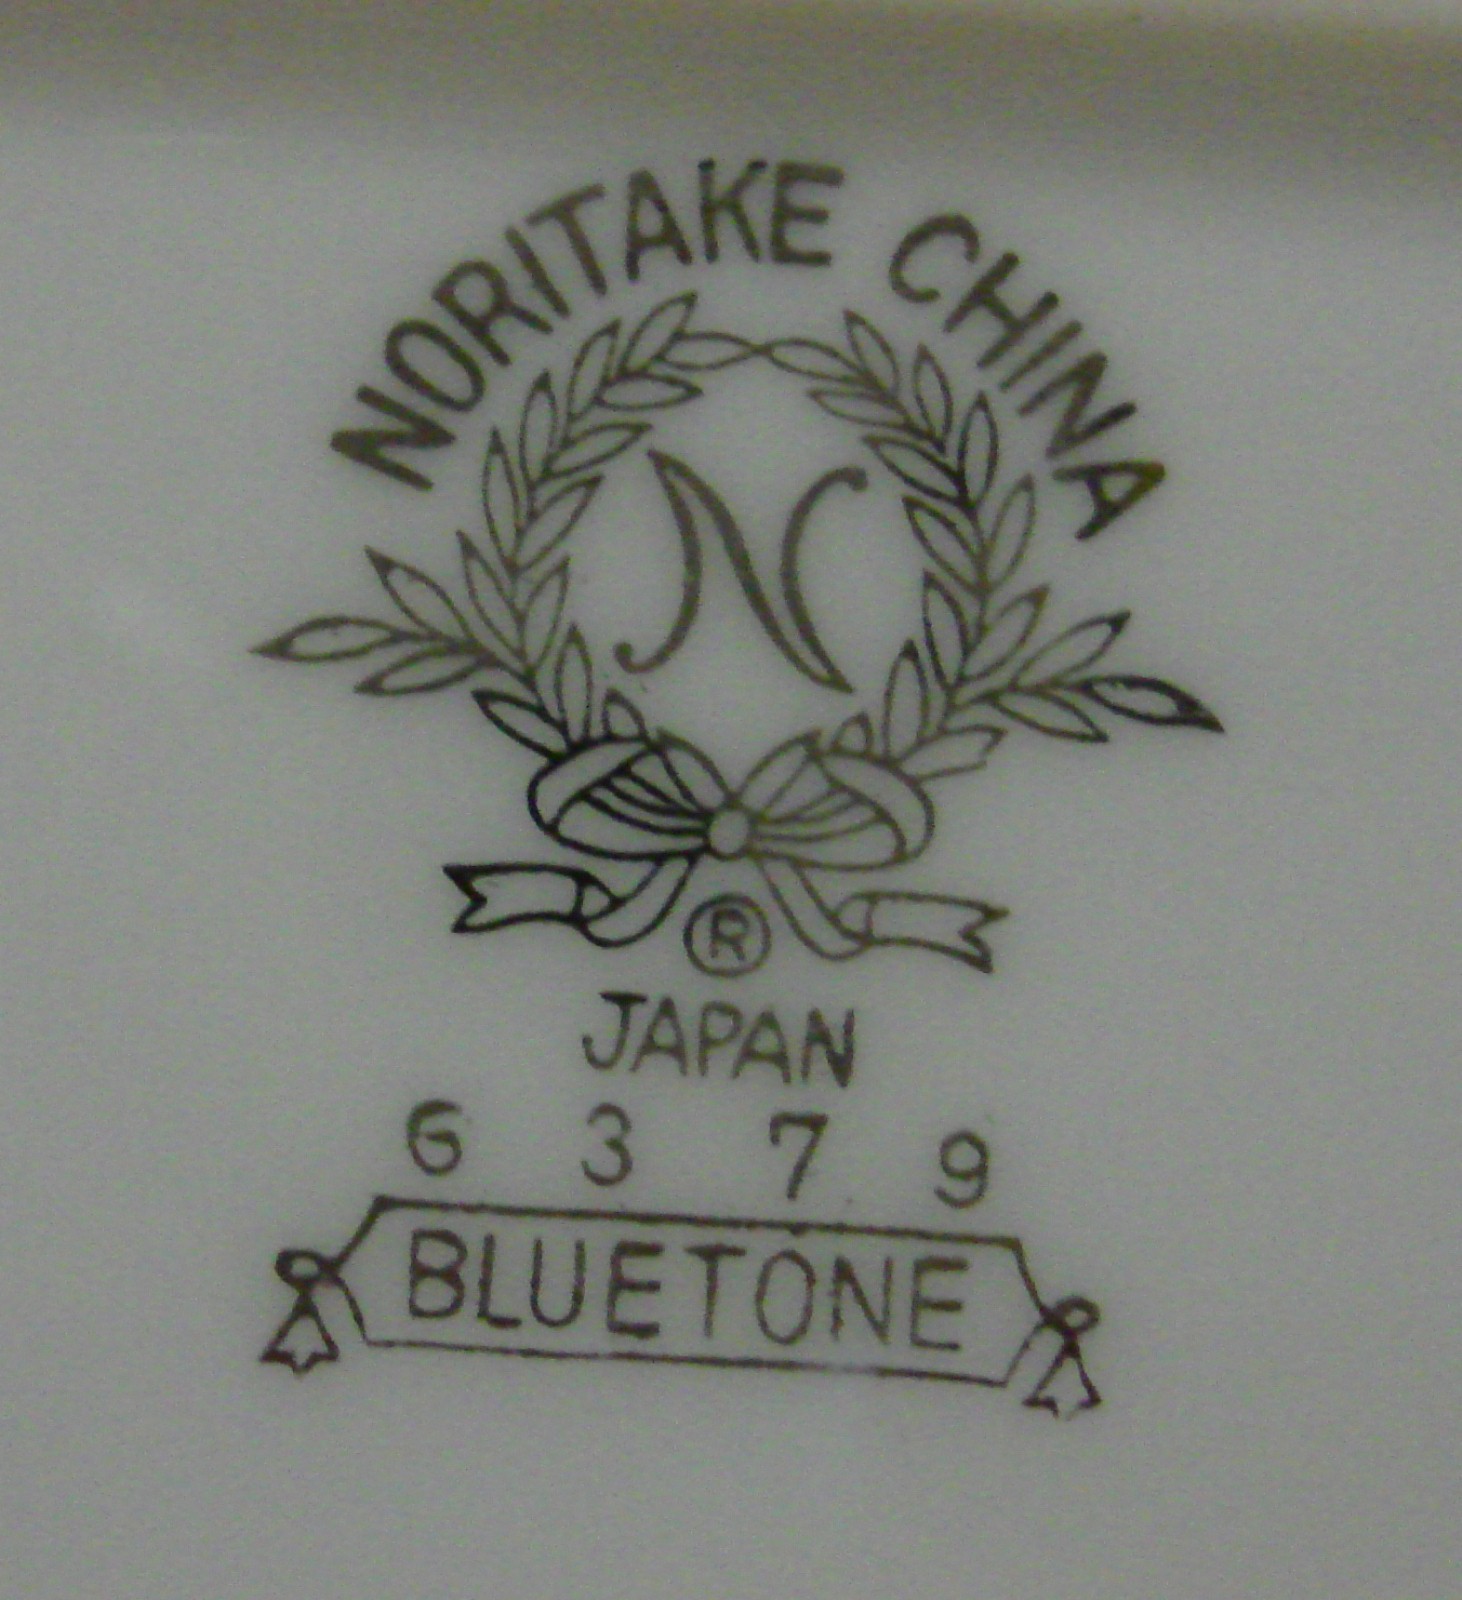 NORITAKE CHINA
N
®
JAPAN
6 3 7 9
BLUETONE